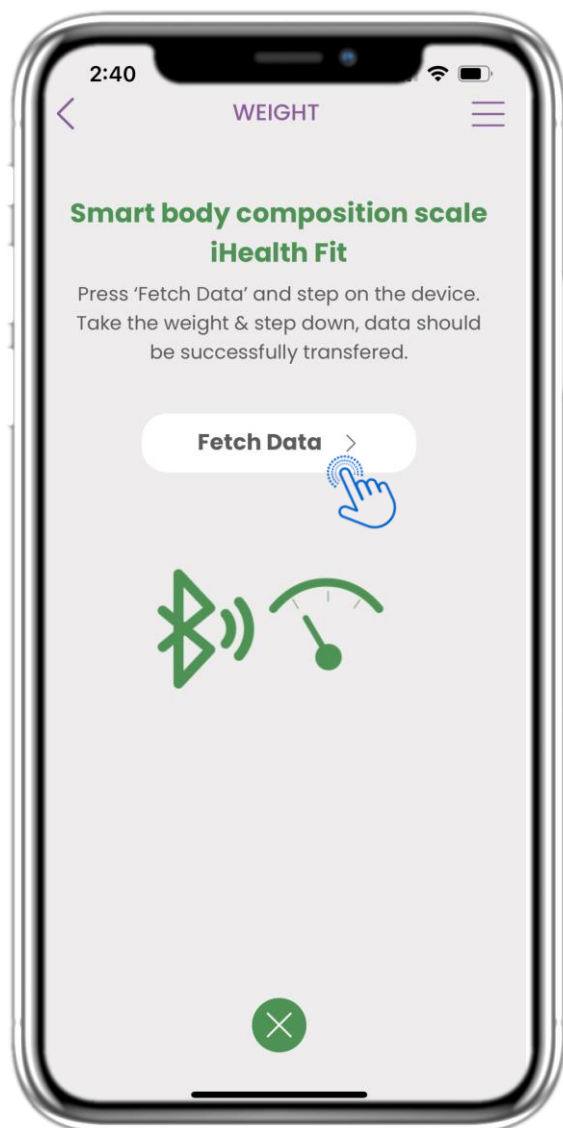 2:40
WEIGHT
Smart body composition scale
iHealth Fit
Press ‘Fetch Data’ and step on the device.
Take the weight & step down, data should
be successfully transfered.
Fetch Data